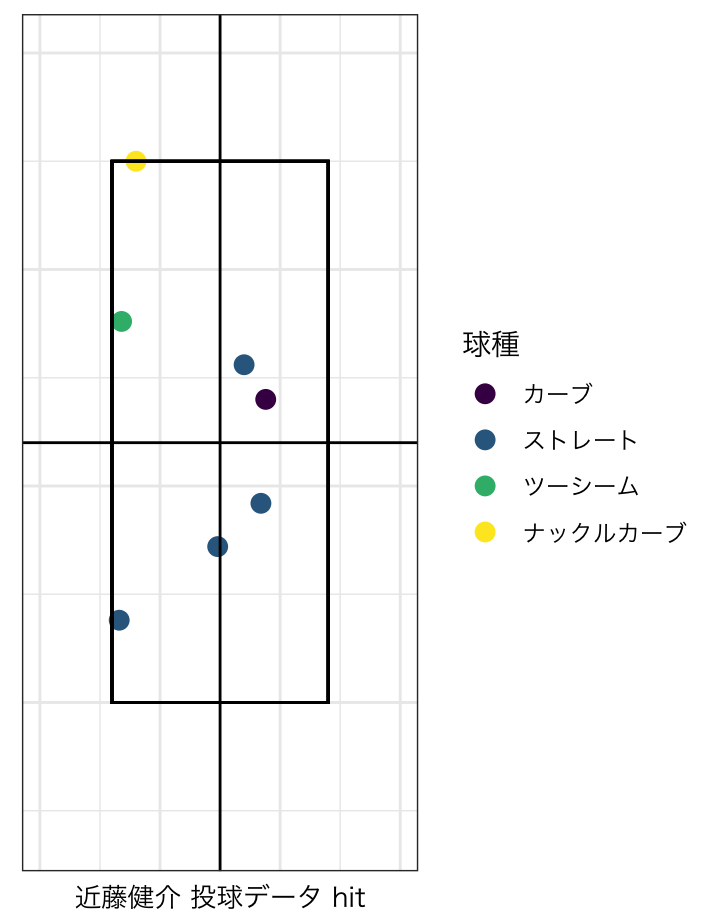 球種
カーブ
ストレート
ツーシーム
ナックルカーブ
近藤健介 投球データ hit